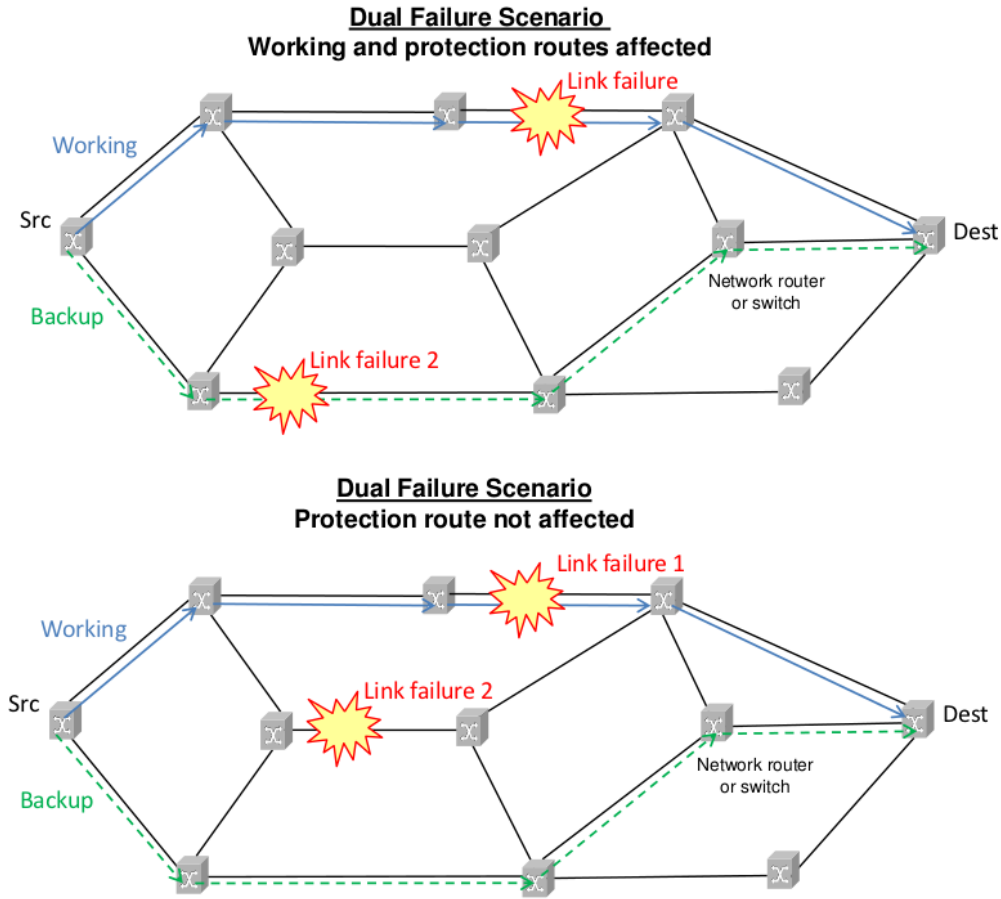 Dual Failure Scenario
Working and protection routes affected
Link failure
Working
Src
Dest
Network router
or switch
Backup
Link failure 2
Dual Failure Scenario
Protection route not affected
Link failure 1
Working
Link failure 2
Src
Dest
Network router
or switch
Backup